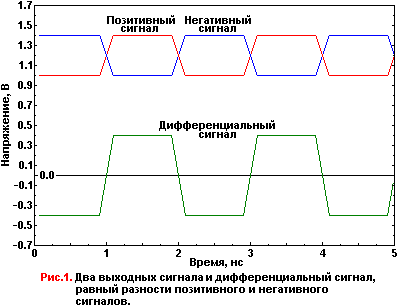 1.7
1.5
1.3
1.1
0.9
0.7
0.5
0.3
0.1
-0.1
-0.3
-0.5
-0.7
Напряжение, В
Позитивный сигнал
Негативный сигнал
Дифференциальный сигнал
0.0
0
1
2
3
4
5
Время, нс
Рис.1. Два выходных сигнала и дифференциальный сигнал,
равный разности позитивного и негативного
сигналов.